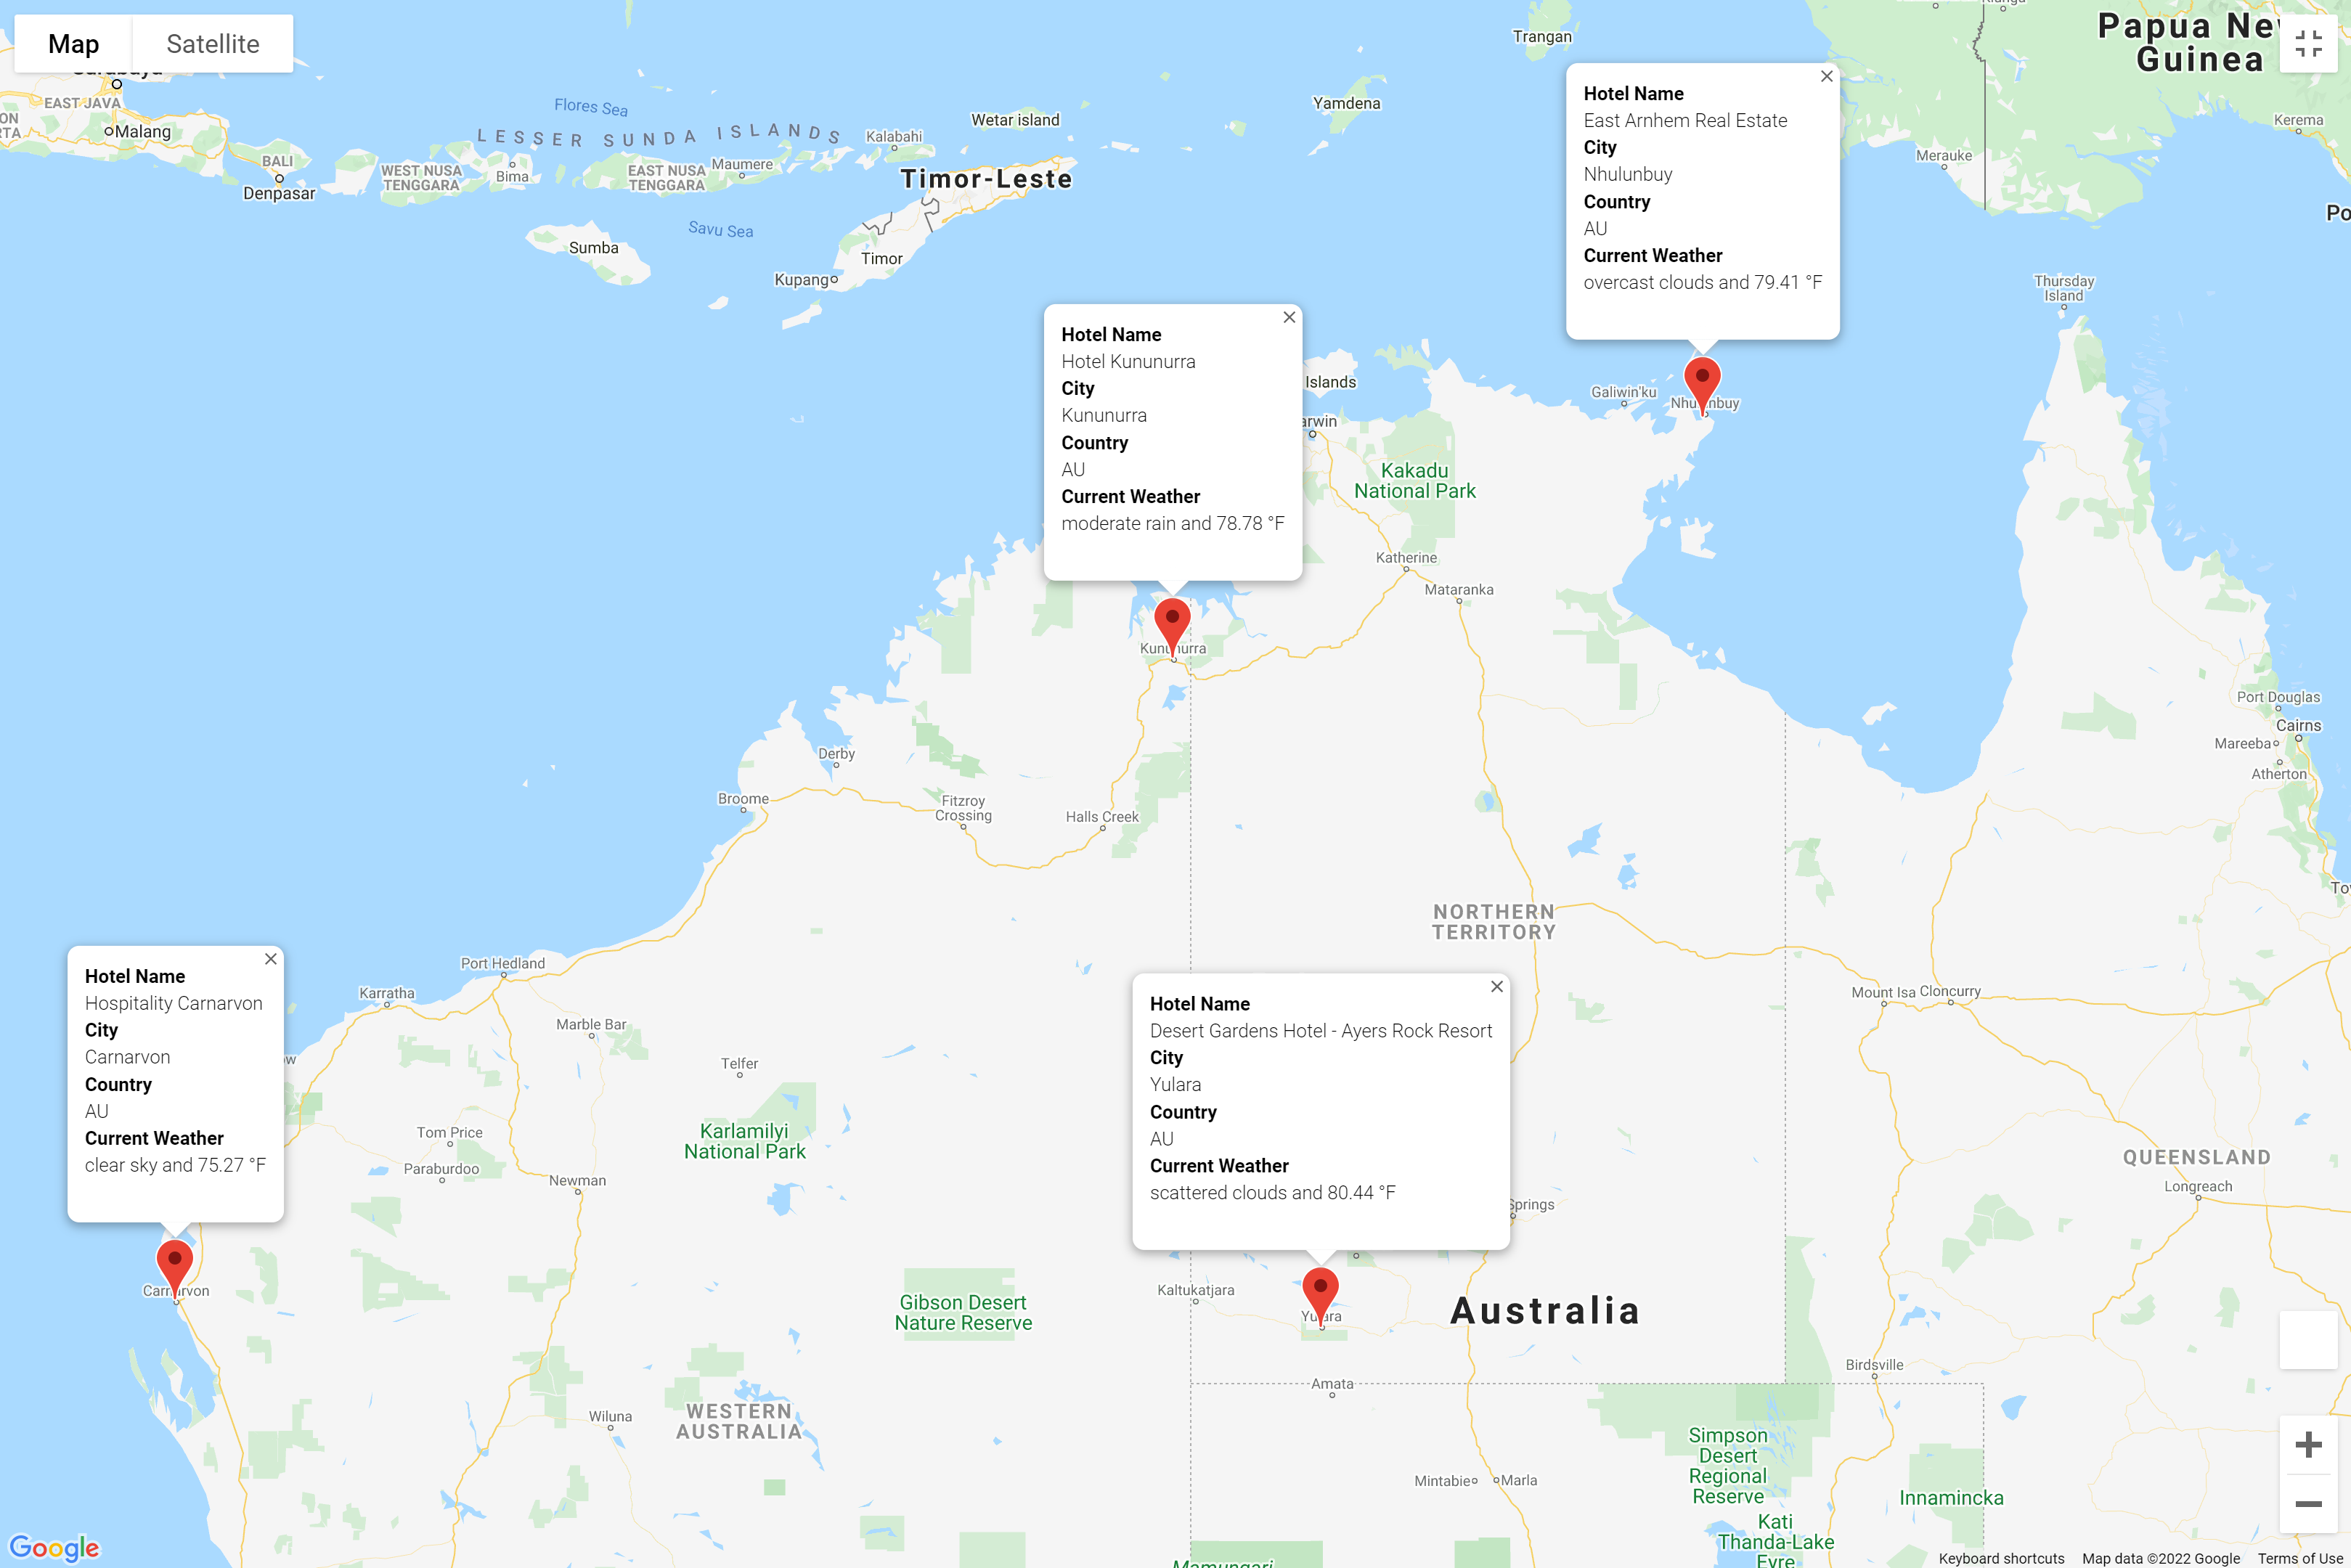 Map
Satellite
Papua Ne
Guinea
Trangan
EAST JAVA
Malang
BALI
Denpasar
Flores Sea
LESSER SUNDA ISLANDS
WEST NUSA
TENGGARA
Bima
EAST NUSA
TENGGARA
Maumere
Kalabahi
Wetar island
Yamdena
Timor-Leste
Savu Sea
Sumba
Timor
Kupang
Kerema
Merauke
Po
Thursday
Island
Hotel Name
East Arnhem Real Estate
City
Nhulunbuy
Country
AU
Current Weather
overcast clouds and 79.41 °F
Hotel Name
Hotel Kununurra
City
Kununurra
Country
AU
Current Weather
moderate rain and 78.78 °F
Islands
arwin
Galiwin'ku
Nhulunbuy
Kakadu
National Park
Katherine
Mataranka
Kununurra
Port Douglas
Cairns
Mareeba
Atherton
Derby
Broome
Fitzroy
Crossing
Halls Creek
To
NORTHERN
TERRITORY
Port Hedland
Karratha
Marble Bar
Telfer
Mount Isa
Cloncurry
Hotel Name
Hospitality Carnarvon
City
Carnarvon
Country
AU
Current Weather
clear sky and 75.27 °F
Hotel Name
Desert Gardens Hotel - Ayers Rock Resort
City
Yulara
Country
AU
Current Weather
scattered clouds and 80.44 °F
ow
Tom Price
Paraburdoo
Karlamilyi
National Park
Newman
QUEENSLAND
Longreach
Springs
Carnarvon
Kaltukatjara
Yulara
Gibson Desert
Nature Reserve
Australia
Birdsville
Amata
WESTERN
AUSTRALIA
Wiluna
Simpson
Desert
Regional
Reserve
Mintabie
Marla
Innamincka
Kati
Thanda-Lake
Eyre
Mamungari
Google
Keyboard shortcuts
Map data ©2022 Google
Terms of Use